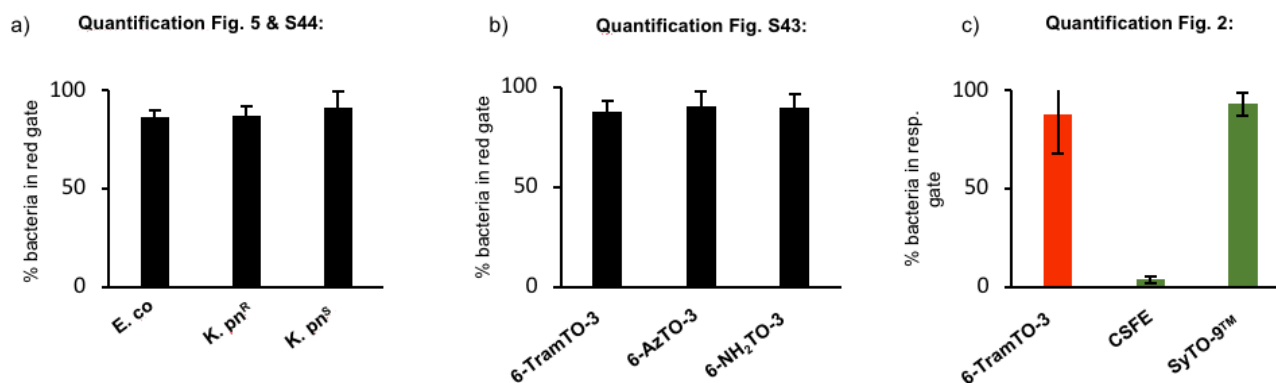 a) Quantification Fig. 5 & S44:
% bacteria in red gate
100
50
0
E. co
K. pnᴿ
K. pnˢ
b) Quantification Fig. S43:
% bacteria in red gate
100
50
0
6-TramTO-3
6-AzTO-3
6-NH₂TO-3
c) Quantification Fig. 2:
% bacteria in resp.
gate
100
50
0
6-TramTO-3
CSFE
SyTO-9™